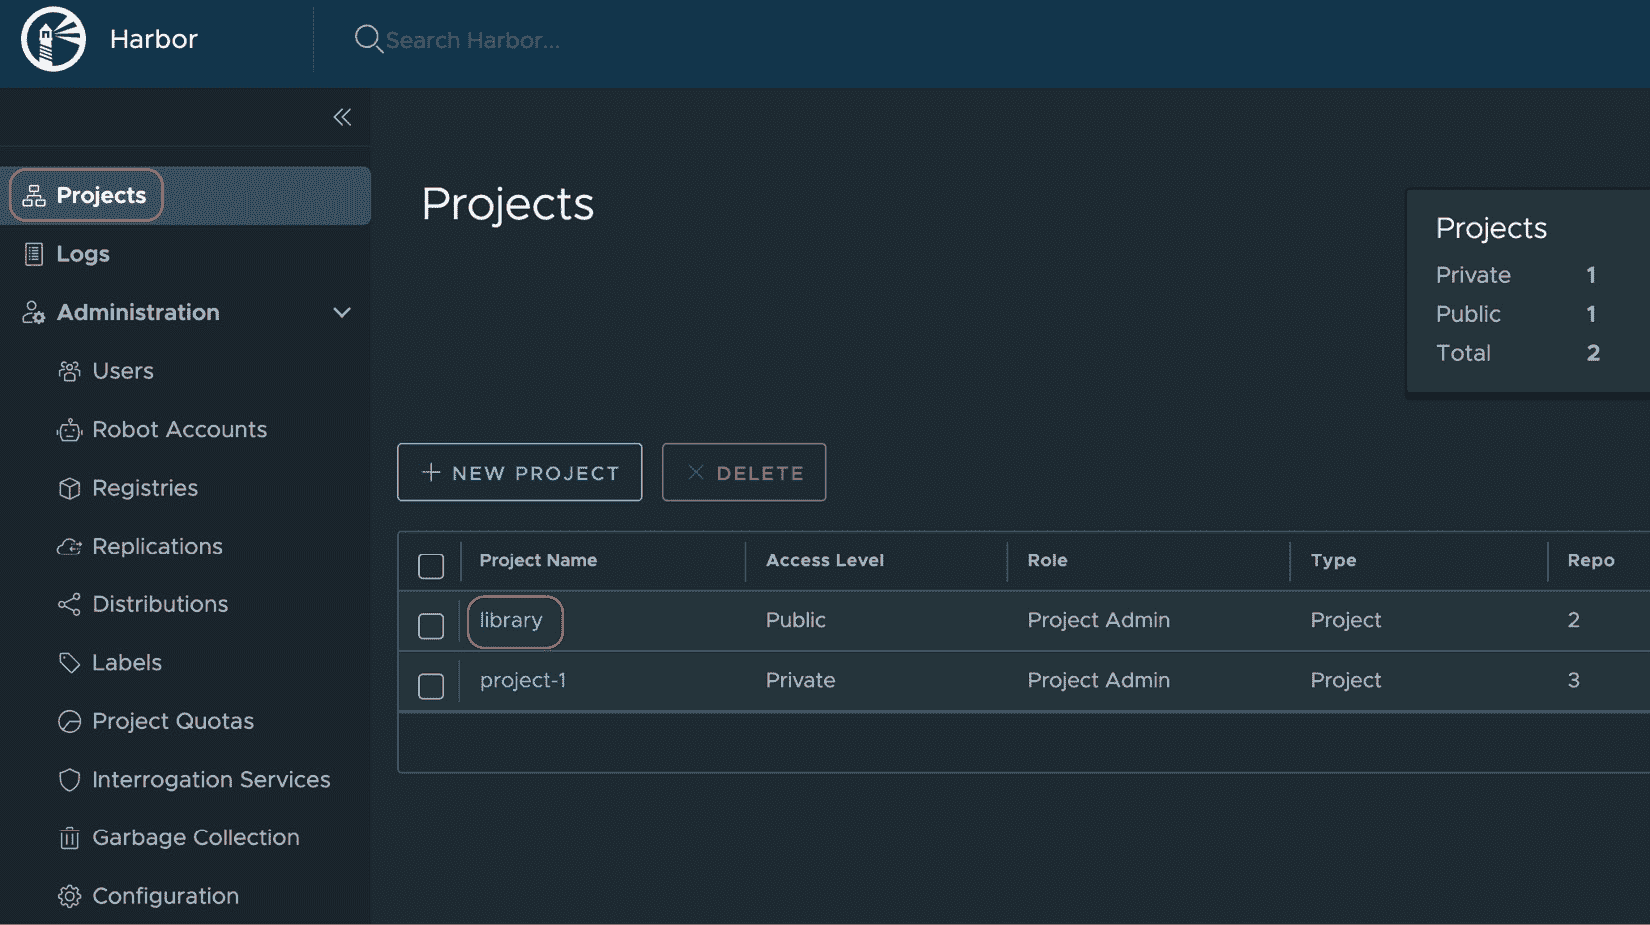 Harbor
Search Harbor...
Projects
Logs
Administration
Users
Robot Accounts
Registries
Replications
Distributions
Labels
Project Quotas
Interrogation Services
Garbage Collection
Configuration
Projects
Projects
Private 1
Public 1
Total 2
+ NEW PROJECT
× DELETE
Project Name Access Level Role Type Repo
library Public Project Admin Project 2
project-1 Private Project Admin Project 3